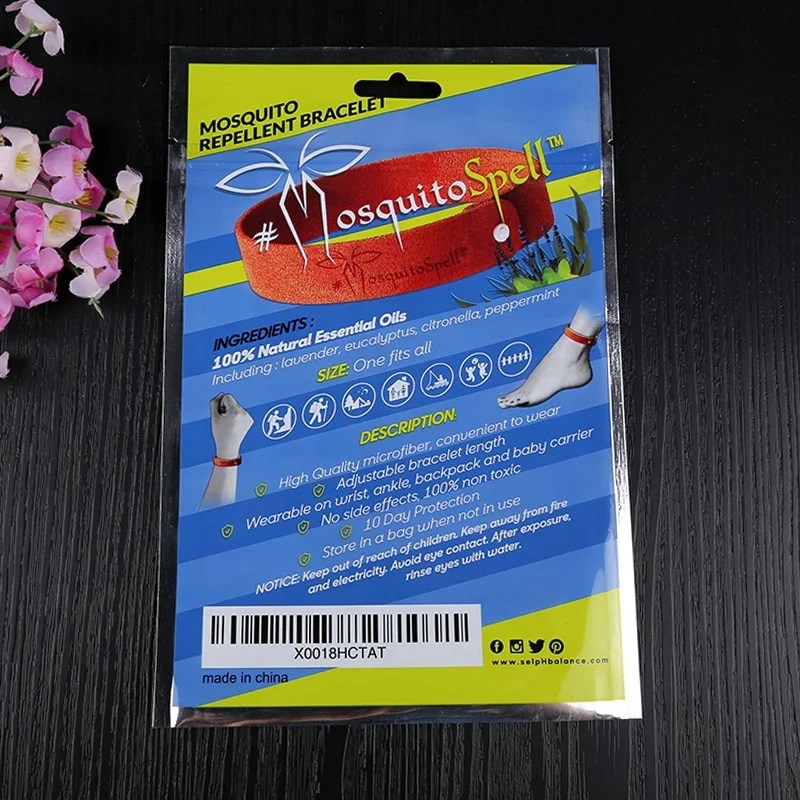 MOSQUITO
REPELLENT BRACELET
#MosquitoSpell™
MosquitoSpell
INGREDIENTS :
100% Natural Essential Oils
Including : lavender, eucalyptus, citronella, peppermint
SIZE: One fits all
DESCRIPTION:
High Quality microfiber, convenient to wear
Adjustable bracelet length
Wearable on wrist, ankle, backpack and baby carrier
No side effects, 100% non toxic
10 Day Protection
Store in a bag when not in use
NOTICE: Keep out of reach of children. Keep away from fire
and electricity. Avoid eye contact. After exposure,
rinse eyes with water.
X0018HCTAT
made in china
www.selpHbalance.com